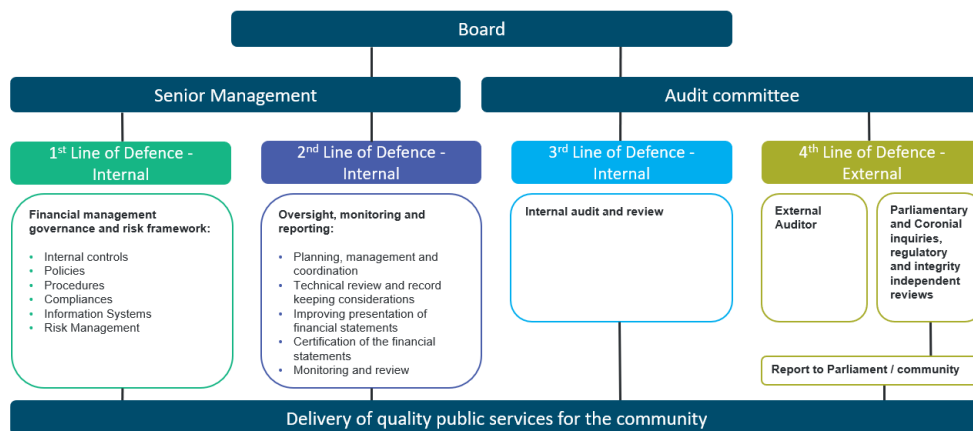 Board
Senior Management
Audit committee
1st Line of Defence -
Internal
2nd Line of Defence -
Internal
3rd Line of Defence -
Internal
4th Line of Defence -
External
Financial management
governance and risk framework:
• Internal controls
• Policies
• Procedures
• Compliances
• Information Systems
• Risk Management
Oversight, monitoring and
reporting:
• Planning, management and
coordination
• Technical review and record
keeping considerations
• Improving presentation of
financial statements
• Certification of the financial
statements
• Monitoring and review
Internal audit and review
External
Auditor
Parliamentary
and Coronial
inquiries,
regulatory
and integrity
independent
reviews
Report to Parliament / community
Delivery of quality public services for the community